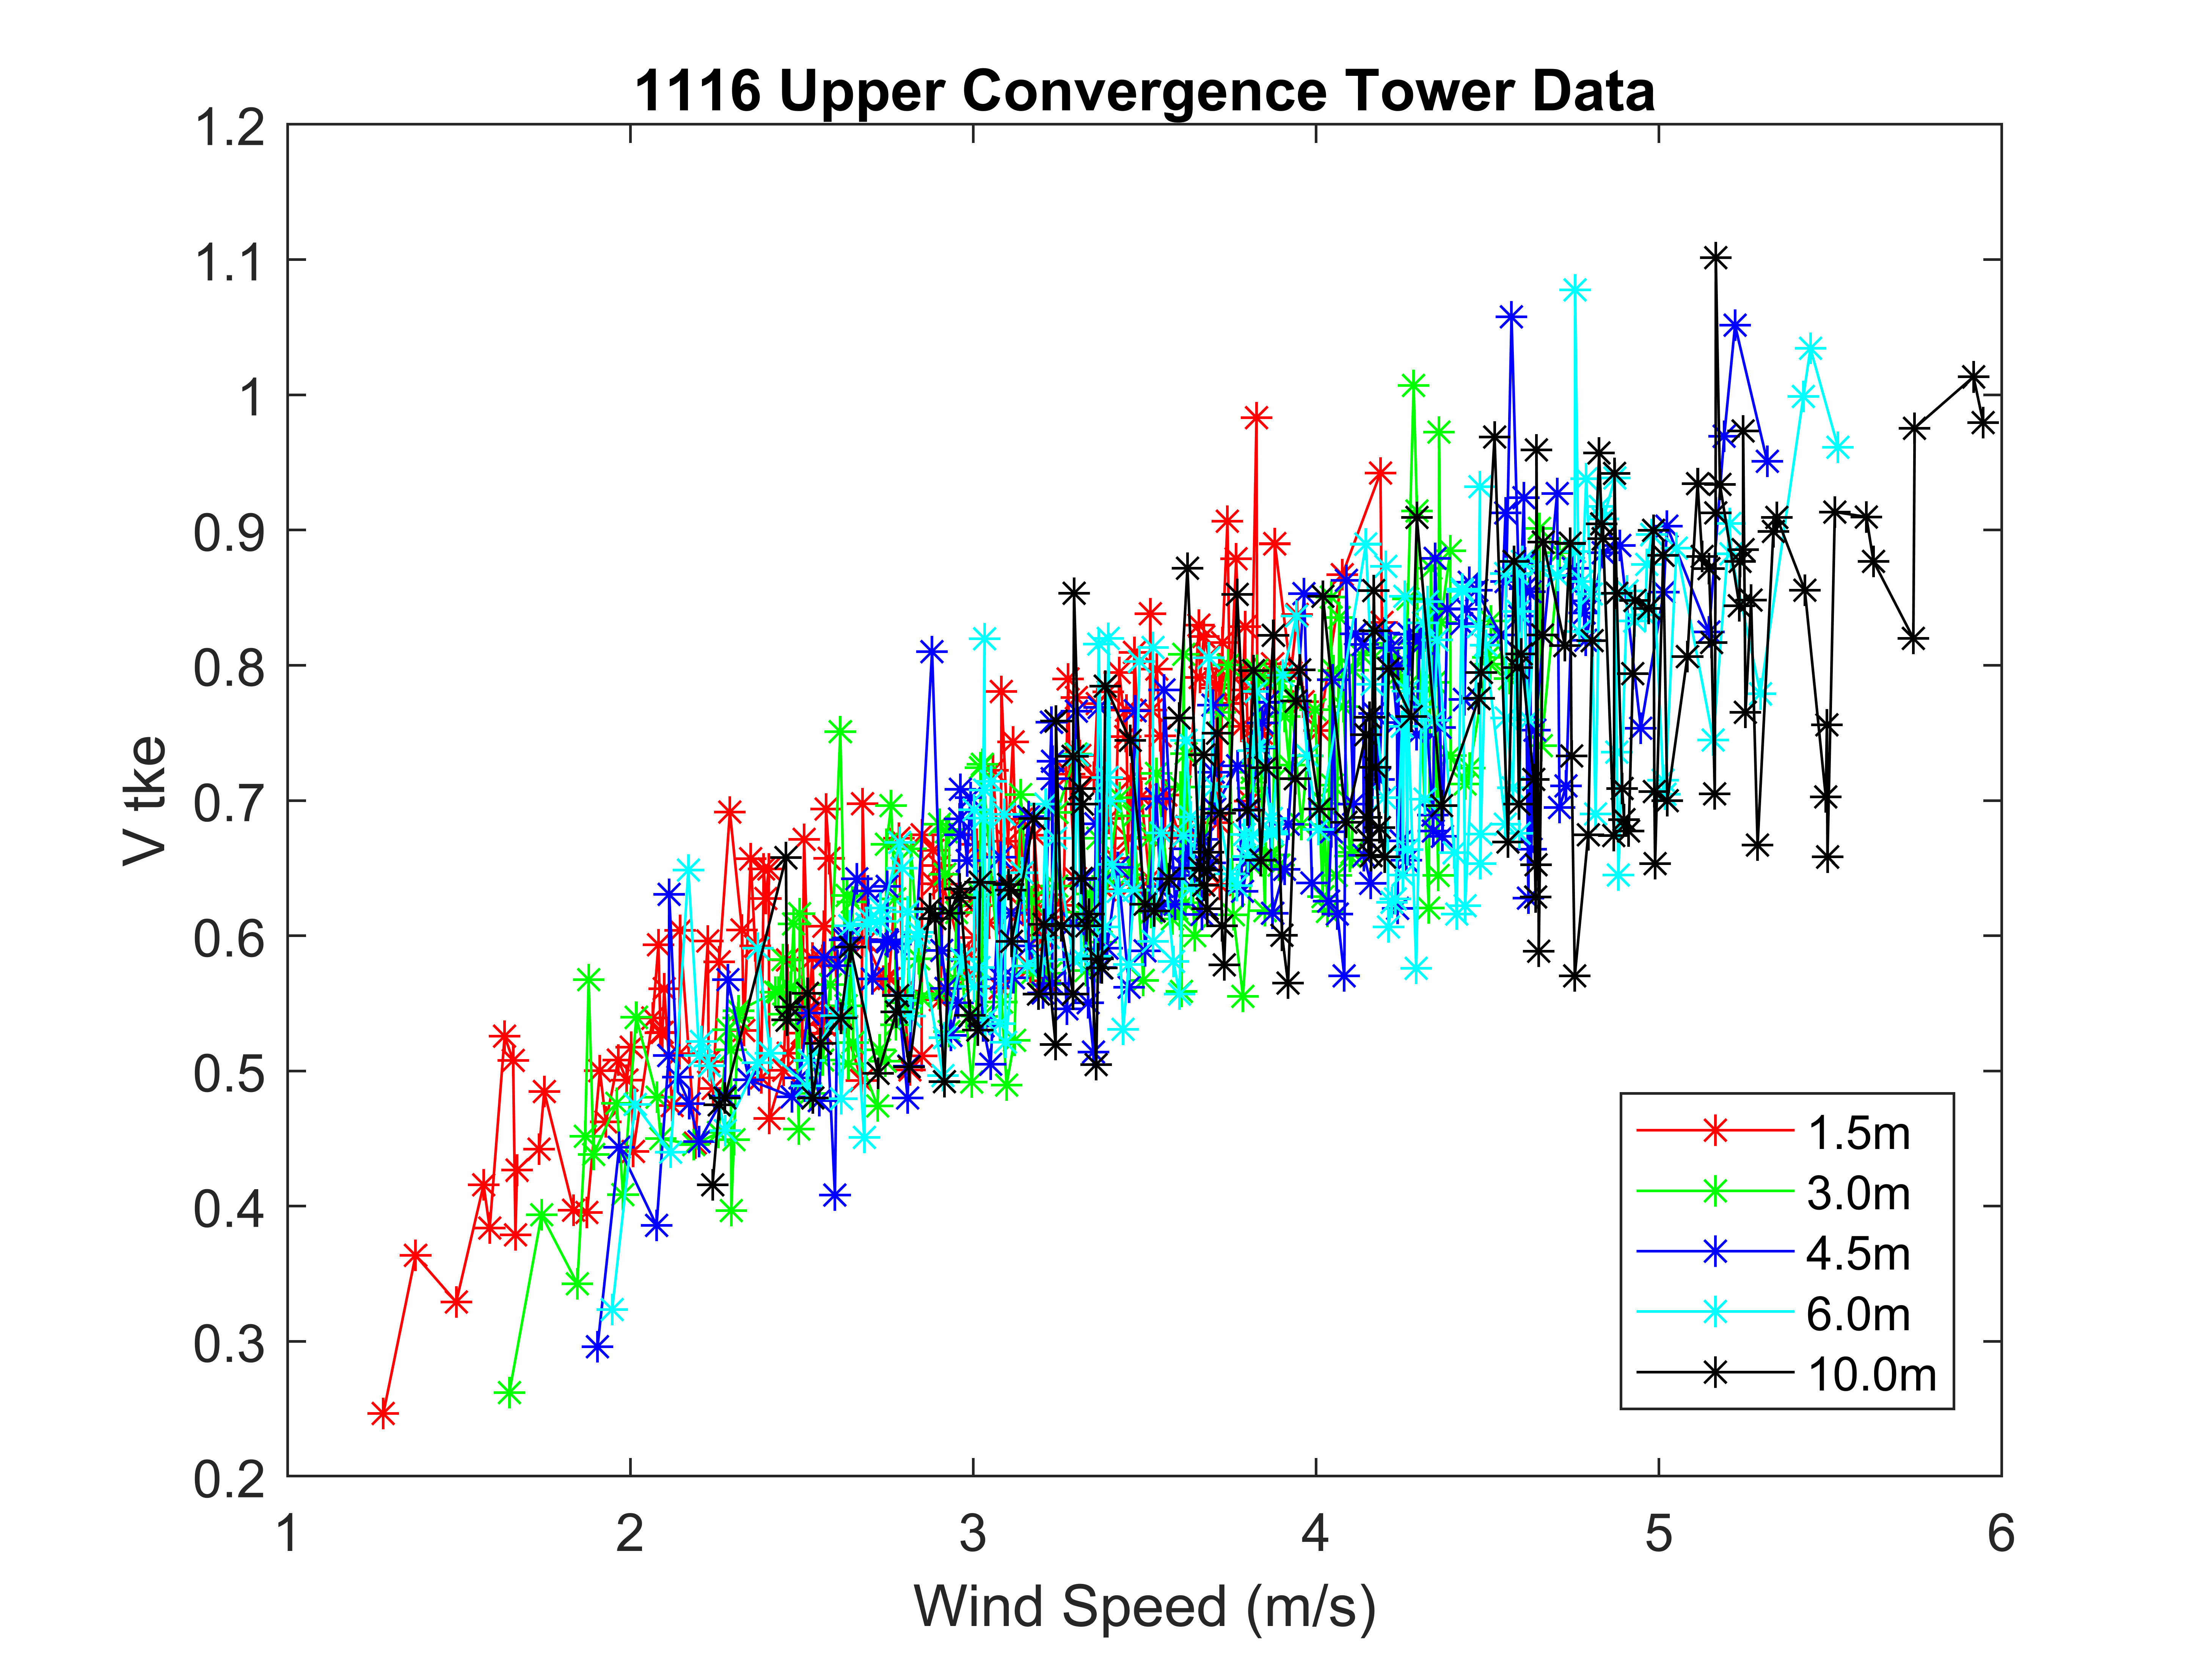 1116 Upper Convergence Tower Data
1.2
1.1
1
0.9
0.8
0.7
0.6
0.5
0.4
0.3
0.2
V tke
1 2 3 4 5 6
Wind Speed (m/s)
1.5m
3.0m
4.5m
6.0m
10.0m